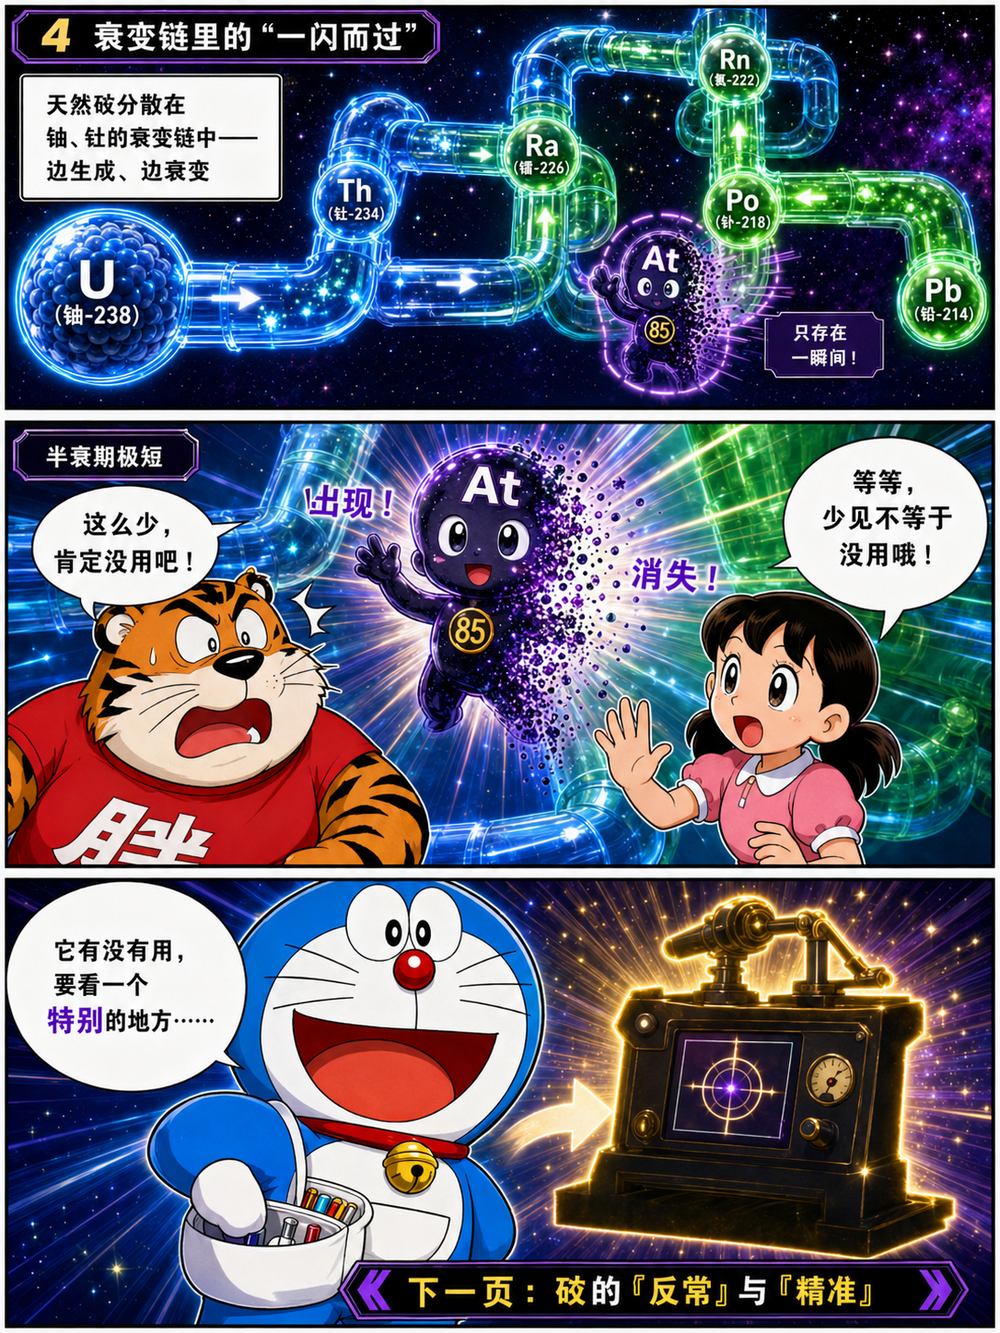 4 衰变链里的“一闪而过”
天然砹分散在
铀、钍的衰变链中——
边生成、边衰变
U
(铀-238)
Th
(钍-234)
Ra
(镭-226)
Rn
(氡-222)
Po
(钋-218)
Pb
(铅-214)
At
85
只存在
一瞬间！
半衰期极短
这么少，
肯定没用吧！
出现！
At
85
消失！
等等，
少见不等于
没用哦！
胜
它有没有用，
要看一个
特别的地方……
下一页：砹的『反常』与『精准』